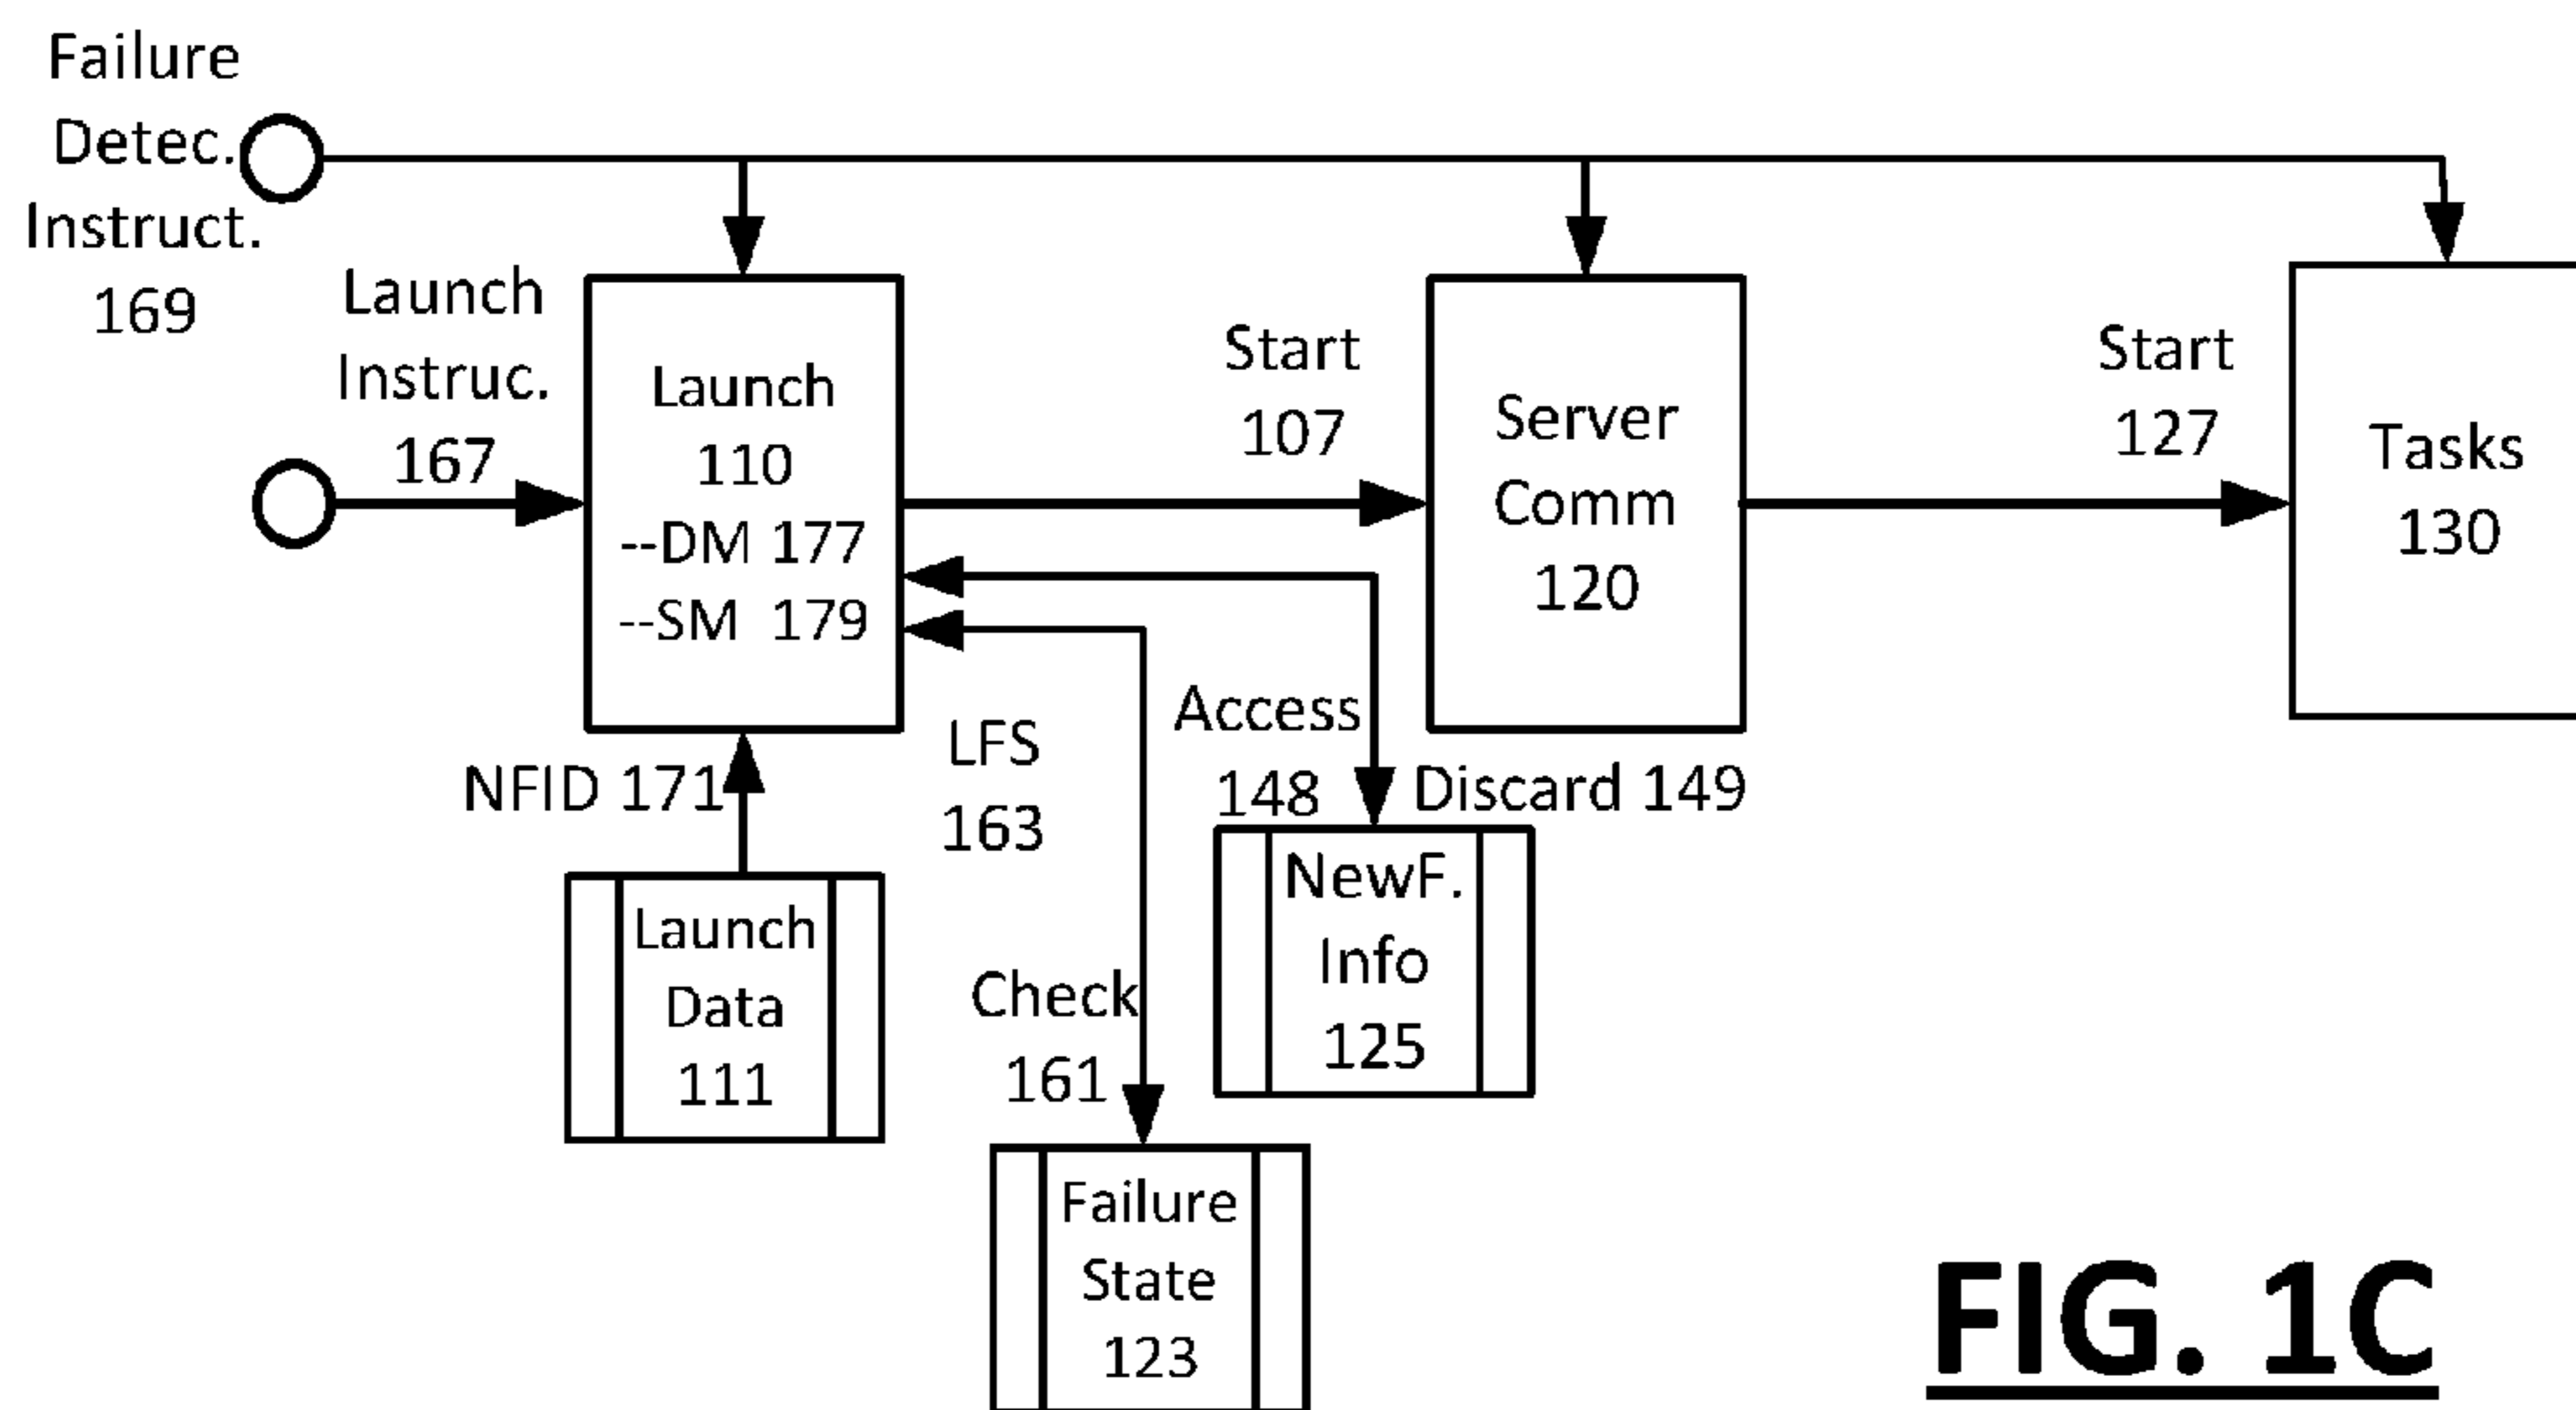 Failure
Detec.
Instruct.
169
Launch
Instruc.
167
Launch
110
--DM 177
--SM 179
Start
107
Server
Comm
120
Start
127
Tasks
130
NFID 171
LFS
163
Access
148
Discard 149
Launch
Data
111
Check
161
NewF.
Info
125
Failure
State
123
FIG. 1C